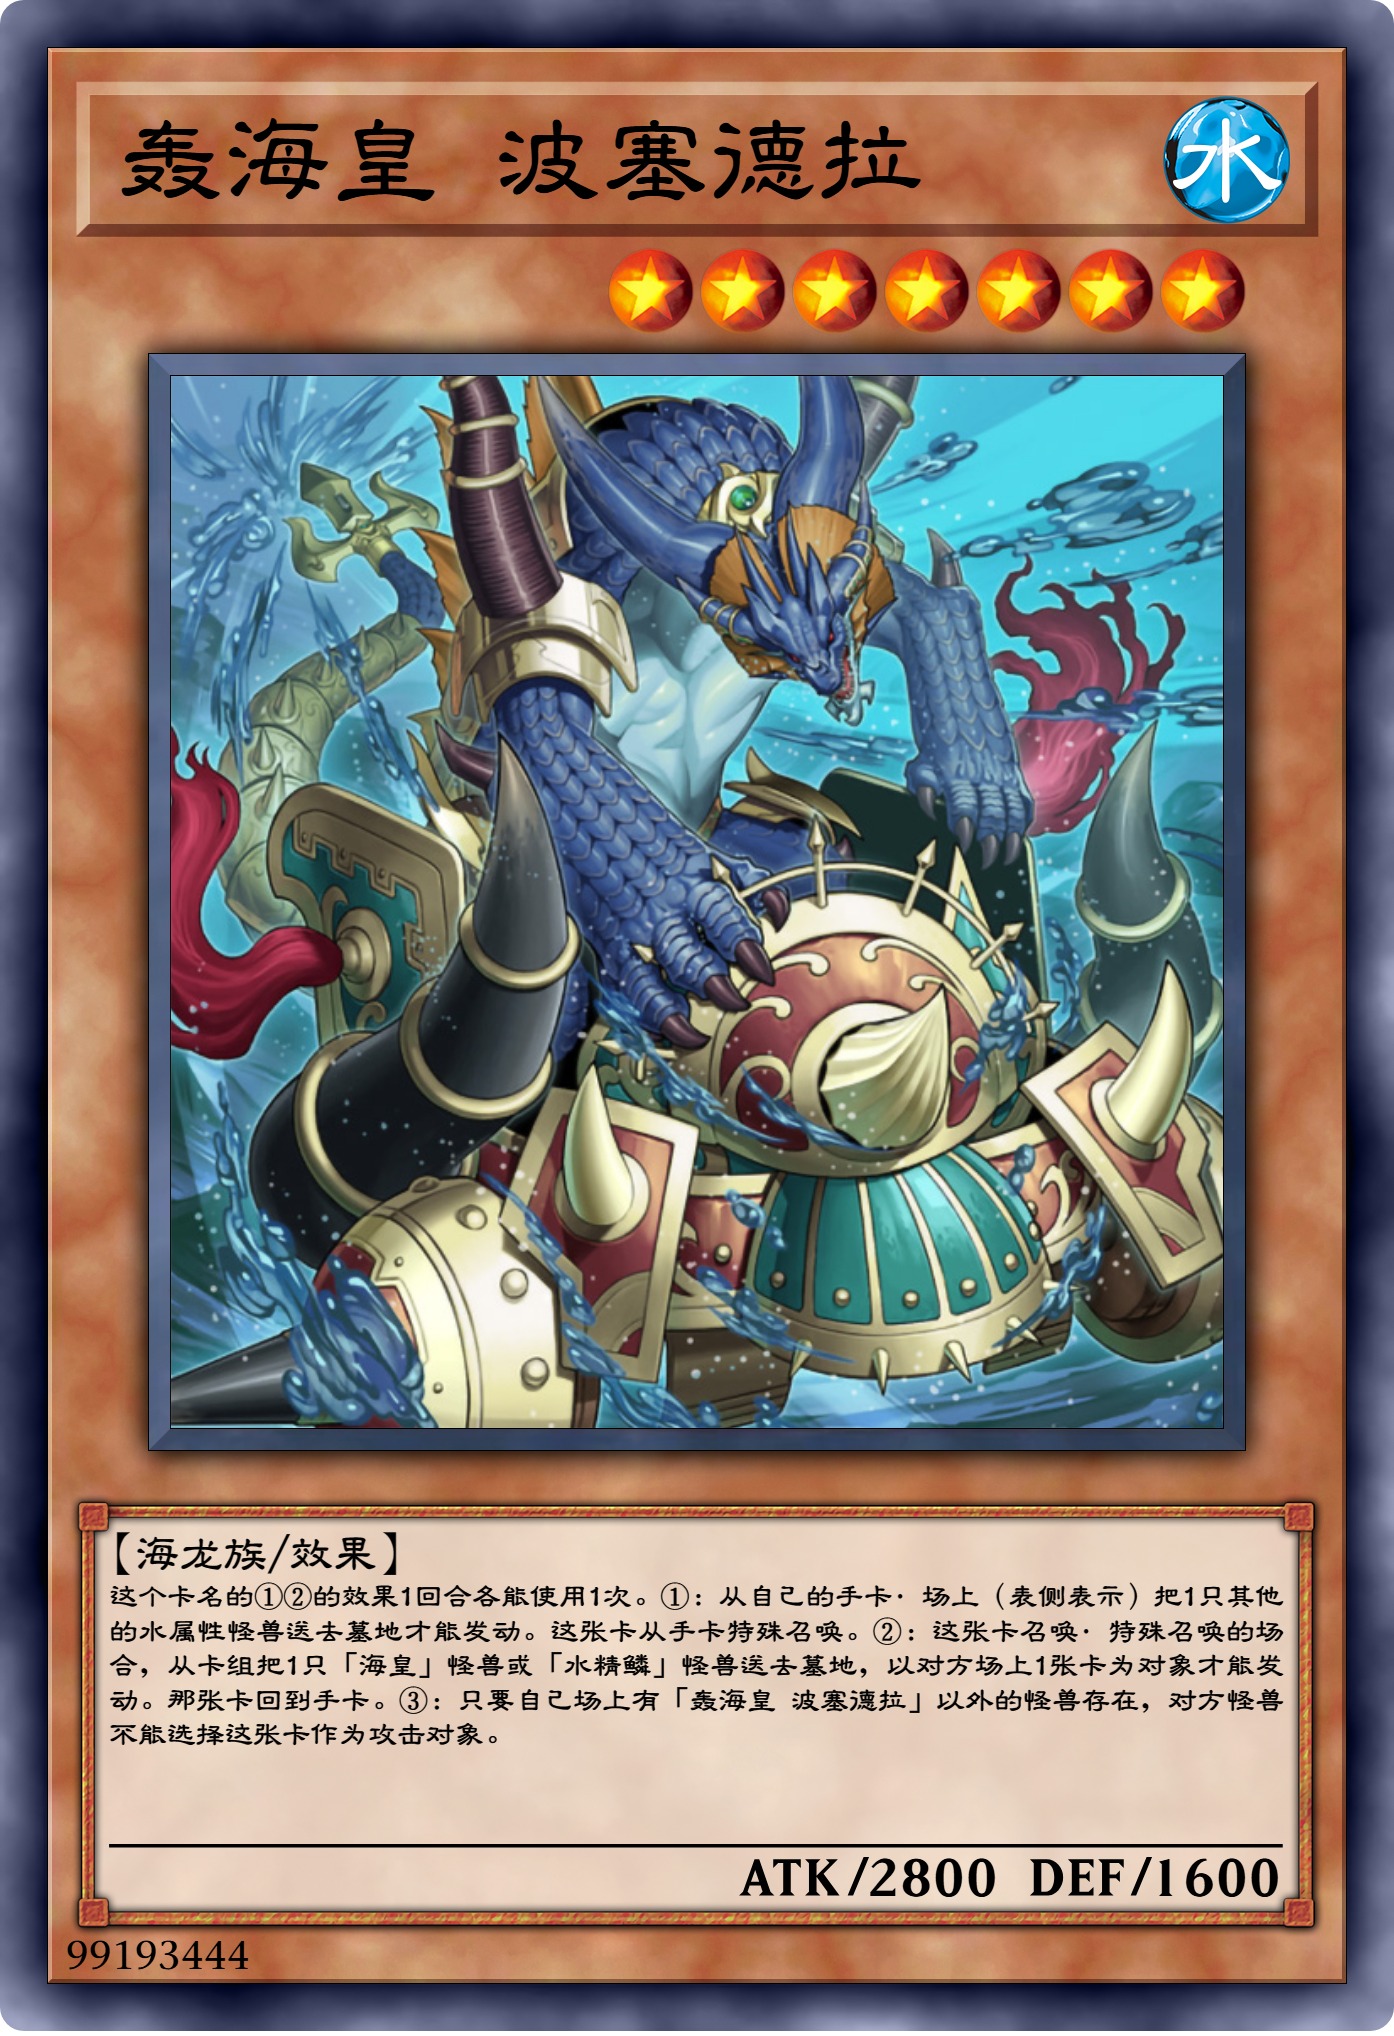 轰海皇 波塞德拉
水
【海龙族/效果】
这个卡名的①②的效果1回合各能使用1次。①：从自己的手卡·场上（表侧表示）把1只其他
的水属性怪兽送去墓地才能发动。这张卡从手卡特殊召唤。②：这张卡召唤·特殊召唤的场
合，从卡组把1只「海皇」怪兽或「水精鳞」怪兽送去墓地，以对方场上1张卡为对象才能发
动。那张卡回到手卡。③：只要自己场上有「轰海皇 波塞德拉」以外的怪兽存在，对方怪兽
不能选择这张卡作为攻击对象。
ATK/2800 DEF/1600
99193444